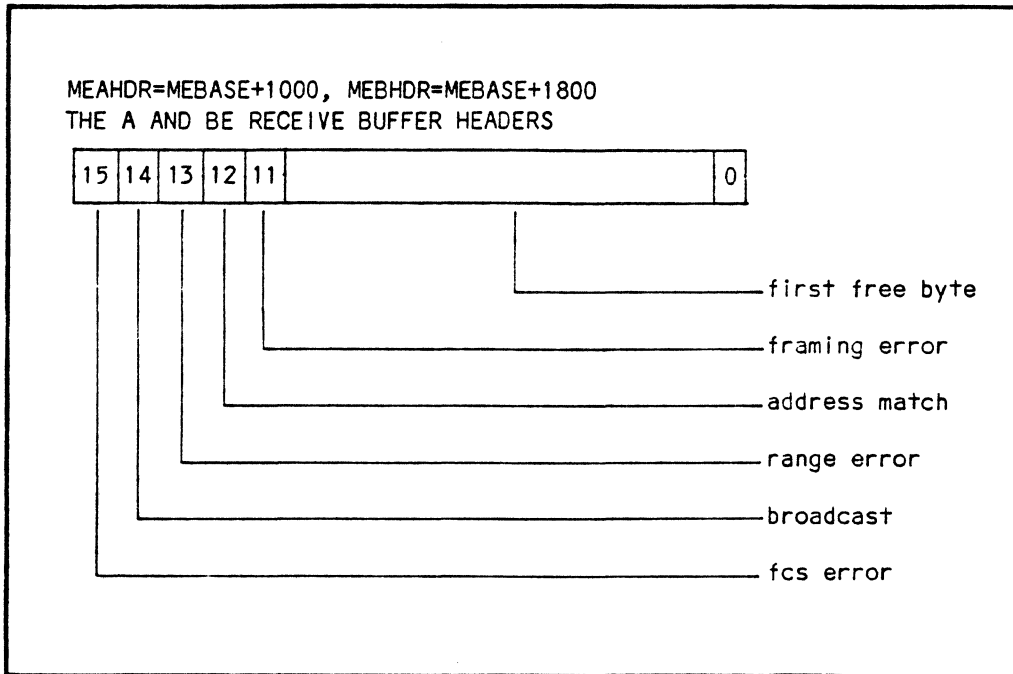 MEAHDR=MEBASE+1000, MEBHDR=MEBASE+1800
THE A AND BE RECEIVE BUFFER HEADERS
15 14 13 12 11 0
first free byte
framing error
address match
range error
broadcast
fcs error